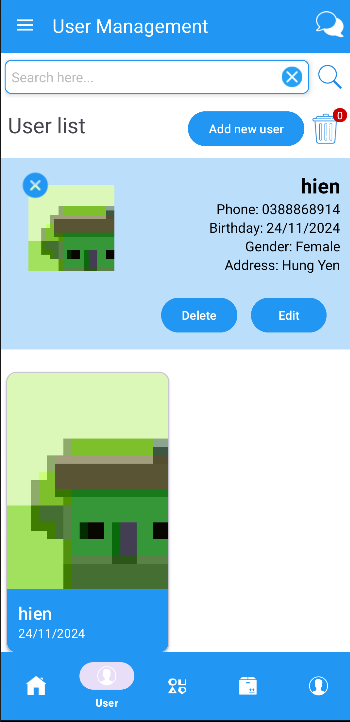 User Management
Search here...
User list
Add new user
0
hien
Phone: 0388868914
Birthday: 24/11/2024
Gender: Female
Address: Hung Yen
Delete
Edit
hien
24/11/2024
User